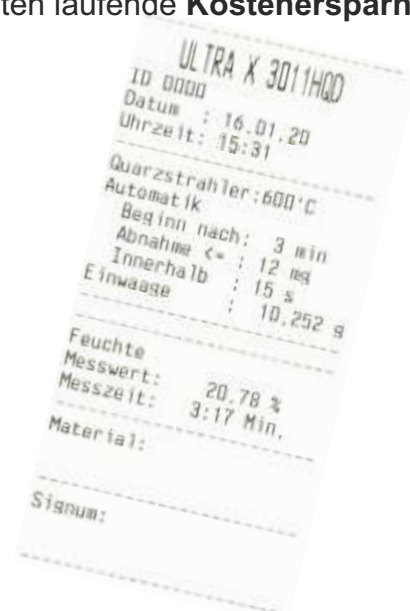 ten laufende Kostenersparn
ULTRA X 3011HQD
ID 0000
Datum : 16.01.20
Uhrzeit: 15:31
Quarzstrahler:600°C
Automatik
Beginn nach: 3 min
Abnahme <= : 12 mg
Innerhalb : 15 s
Einwaage : 10.252 g
Feuchte
Messwert: 20.78 %
Messzeit: 3:17 Min.
Material:
Signum: